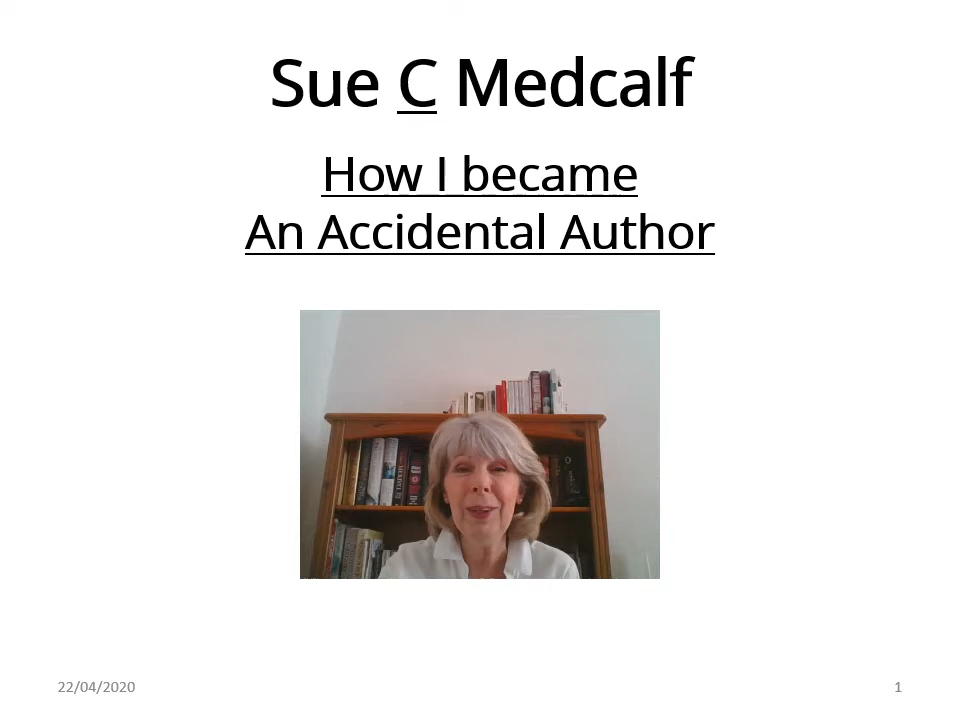 Sue C Medcalf
How I became
An Accidental Author
22/04/2020
1